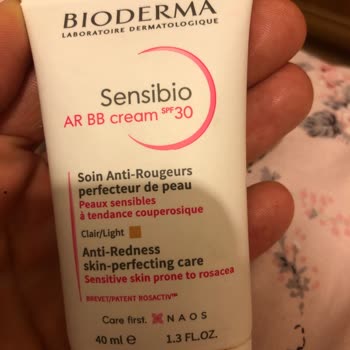 BIODERMA
LABORATOIRE DERMATOLOGIQUE
Sensibio
AR BB cream SPF30
Soin Anti-Rougeurs
perfecteur de peau
Peaux sensibles
à tendance couperosique
Clair/Light
Anti-Redness
skin-perfecting care
Sensitive skin prone to rosacea
BREVET/PATENT ROSACTIV™
Care first. NAOS
40 ml e 1.3 FL.OZ.